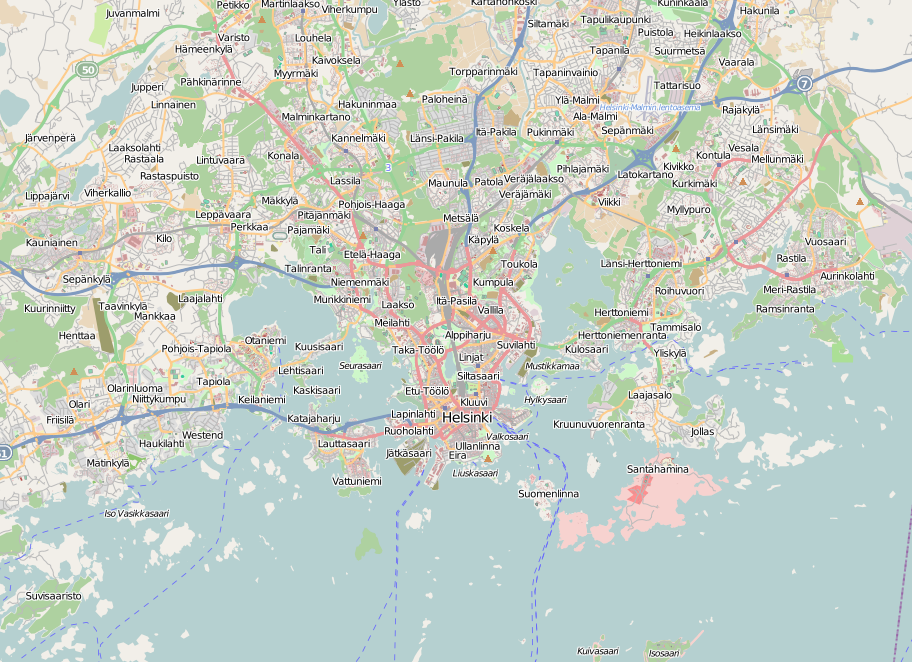 Petikko
Martinlaakso
Viherkumpu
Ylästö
Kartanonkoski
Kuninkaala
Hakunila
Juvanmalmi
Siltamäki
Tapulikaupunki
Puistola
Heikinlaakso
Varisto
Hämeenkylä
Louhela
Kaivoksela
Tapanila
Suurmetsä
Vaarala
50
Myyrmäki
Torpparinmäki
Tapaninvainio
Tattarisuo
7
Pähkinärinne
Jupperi
Linnainen
Hakuninmaa
Paloheinä
Ylä-Malmi
Helsinki-Malmin lentoasema
Rajakylä
Malminkartano
Ala-Malmi
Järvenperä
Kannelmäki
Länsi-Pakila
Itä-Pakila
Pukinmäki
Sepänmäki
Länsimäki
Laaksolahti
Rastaala
Lintuvaara
Konala
3
Vesala
Kontula
Mellunmäki
Rastaspuisto
Lassila
Maunula
Patola
Veräjälaakso
Pihlajamäki
Latokartano
Kivikko
Kurkimäki
Lippajärvi
Viherkallio
Mäkkylä
Pohjois-Haaga
Veräjämäki
Viikki
Myllypuro
Leppävaara
Pitäjänmäki
Metsälä
Perkkaa
Pajamäki
Koskela
Kauniainen
Kilo
Tali
Etelä-Haaga
Käpylä
Vuosaari
Sepänkylä
Talinranta
Toukola
Länsi-Herttoniemi
Rastila
Niemenmäki
Kumpula
Roihuvuori
Aurinkolahti
Meri-Rastila
Kuurinniitty
Taavinkylä
Laajalahti
Munkkiniemi
Laakso
Itä-Pasila
Vallila
Herttoniemi
Ramsinranta
Mankkaa
Meilahti
Tammisalo
Henttaa
Otaniemi
Alppiharju
Herttoniemenranta
Pohjois-Tapiola
Kuusisaari
Taka-Töölö
Suvilahti
Kulosaari
Yliskylä
Linjat
Lehtisaari
Seurasaari
Mustikkamaa
Tapiola
Siltasaari
Olarinluoma
Kaskisaari
Etu-Töölö
Laajasalo
Olari
Niittykumpu
Keilaniemi
Kluuvi
Hylkysaari
Friisilä
Katajaharju
Lapinlahti
Helsinki
Kruunuvuorenranta
Westend
Ruoholahti
Jollas
Haukilahti
Lauttasaari
Valkosaari
Ullanlinna
Jätkäsaari
Eira
Matinkylä
Liuskasaari
Santahamina
Vattuniemi
Suomenlinna
Iso Vasikkasaari
Suvisaaristo
Kuivasaari
Isosaari